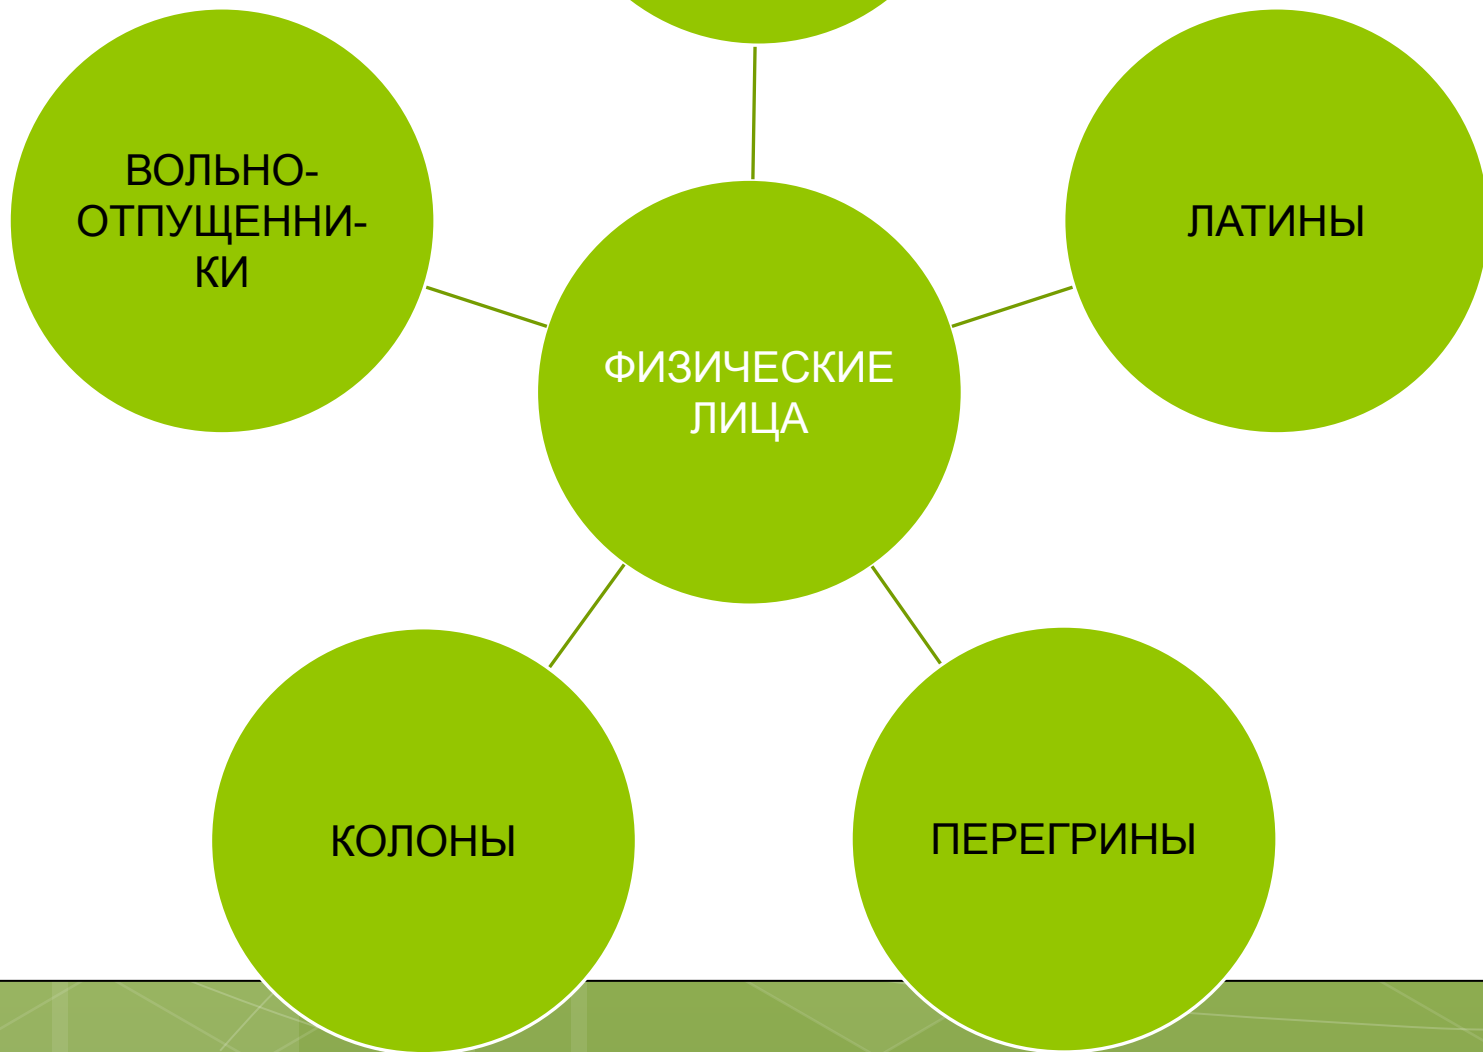 ВОЛЬНО-
ОТПУЩЕННИ-
КИ
ЛАТИНЫ
ФИЗИЧЕСКИЕ
ЛИЦА
КОЛОНЫ
ПЕРЕГРИНЫ